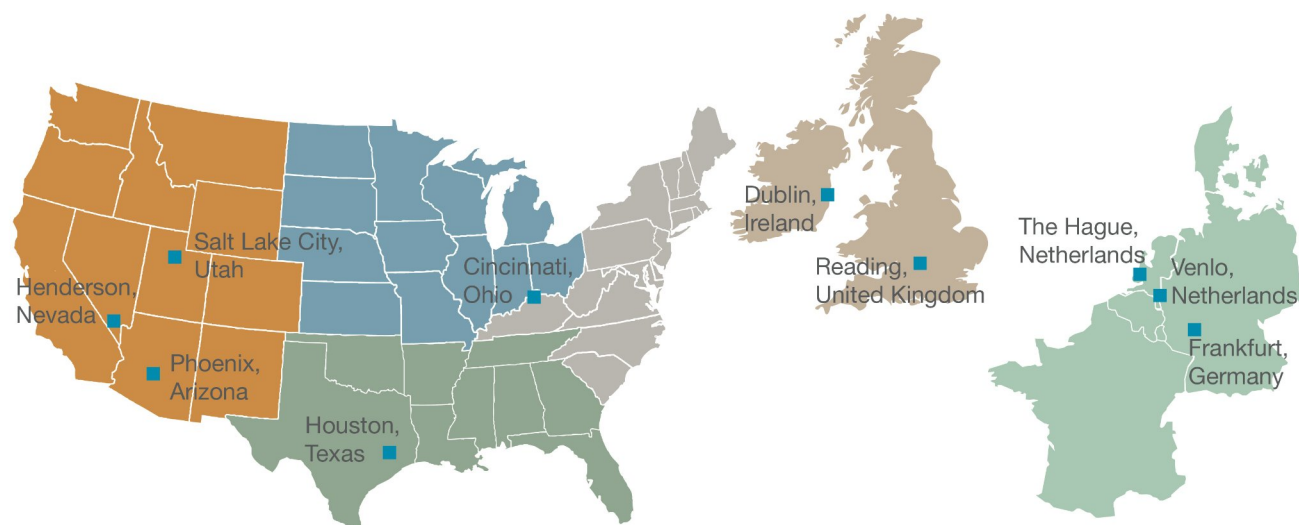 Salt Lake City,
Utah
Henderson,
Nevada
Phoenix,
Arizona
Houston,
Texas
Cincinnati,
Ohio
Dublin,
Ireland
Reading,
United Kingdom
The Hague,
Netherlands
Venlo,
Netherlands
Frankfurt,
Germany